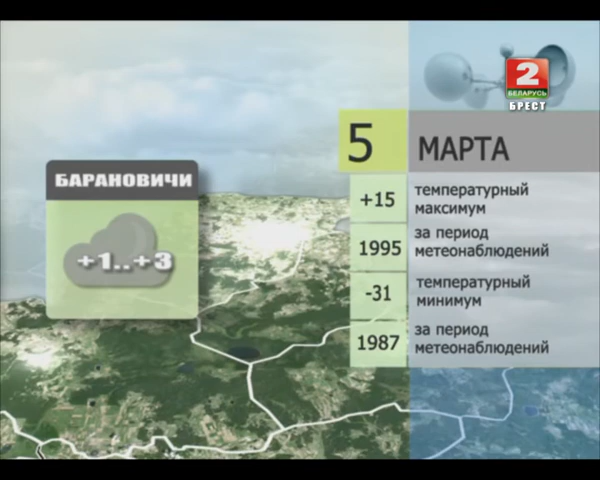 2
БЕЛАРУСЬ
БРЕСТ
5 МАРТА
БАРАНОВИЧИ
+1..+3
+15 температурный
максимум
1995 за период
метеонаблюдений
-31 температурный
минимум
1987 за период
метеонаблюдений